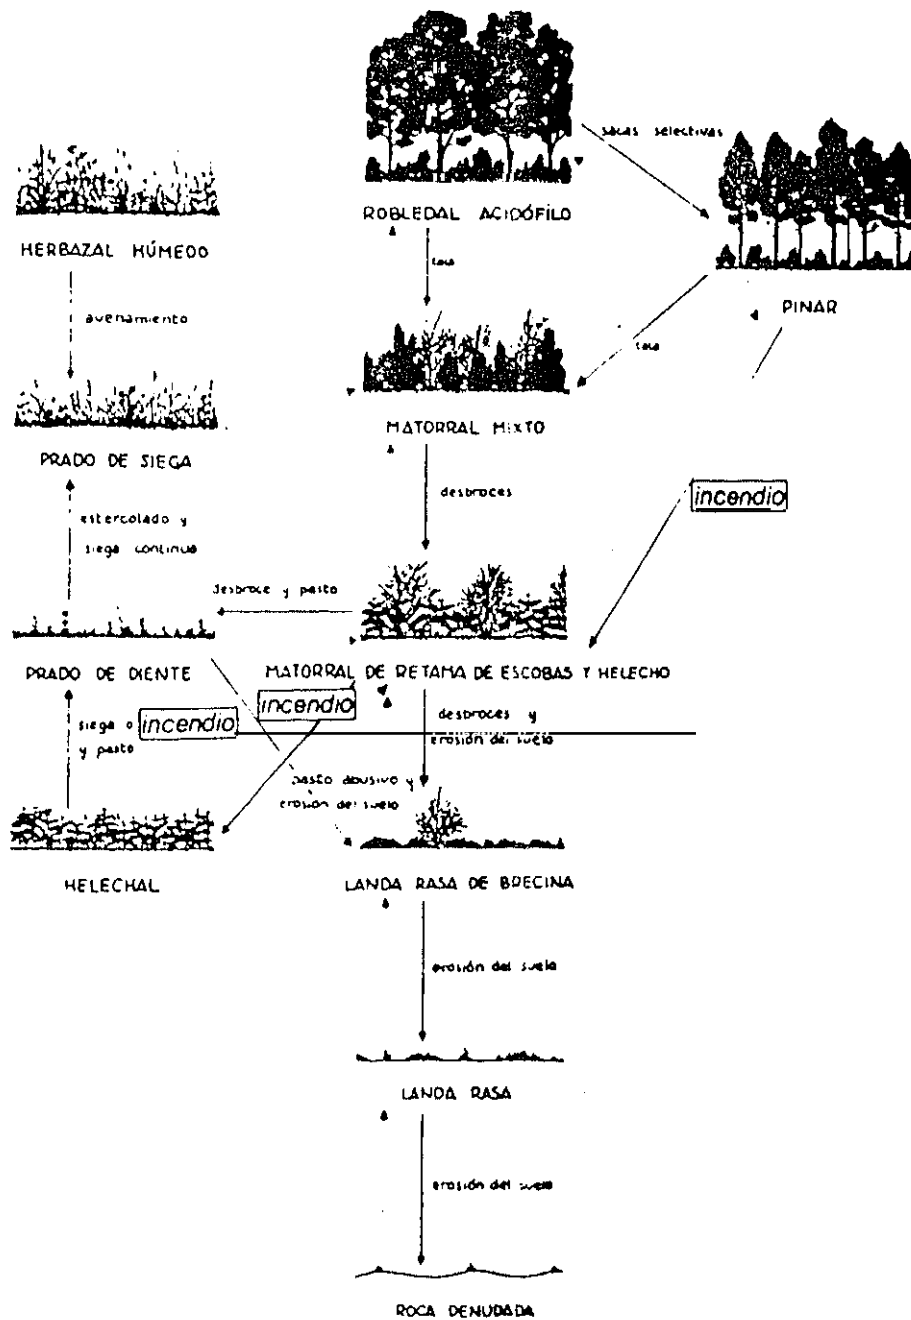 sacas selectivas
ROBLEDAL ACIDÓFILO
HERBAZAL HÚMEDO
tala
PINAR
avenamiento
tala
MATORRAL MIXTO
PRADO DE SIEGA
desbroces
incendio
estercolado y
siega continua
desbroce y pasto
PRADO DE DIENTE
MATORRAL DE RETAMA DE ESCOBAS Y HELECHO
incendio
siega o
y pasto
incendio
desbroces y
erosión del suelo
pasto abusivo y
erosión del suelo
HELECHAL
LANDA RASA DE BRECINA
erosión del suelo
LANDA RASA
erosión del suelo
ROCA DENUDADA